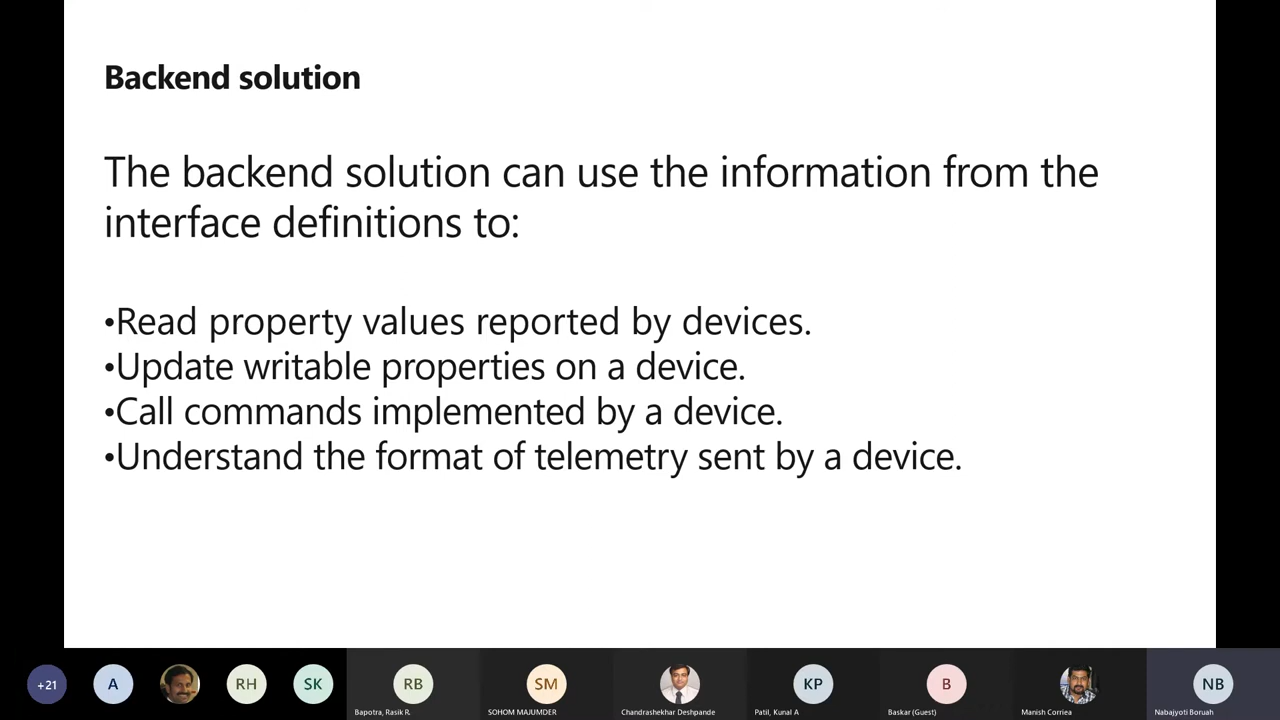 Backend solution
The backend solution can use the information from the
interface definitions to:
•Read property values reported by devices.
•Update writable properties on a device.
•Call commands implemented by a device.
•Understand the format of telemetry sent by a device.
+21
A
RH
SK
RB
SM
KP
B
NB
Bapotra, Rasik R.
SOHOM MAJUMDER
Chandrashekhar Deshpande
Patil, Kunal A
Baskar (Guest)
Manish Corriea
Nabajyoti Boruah